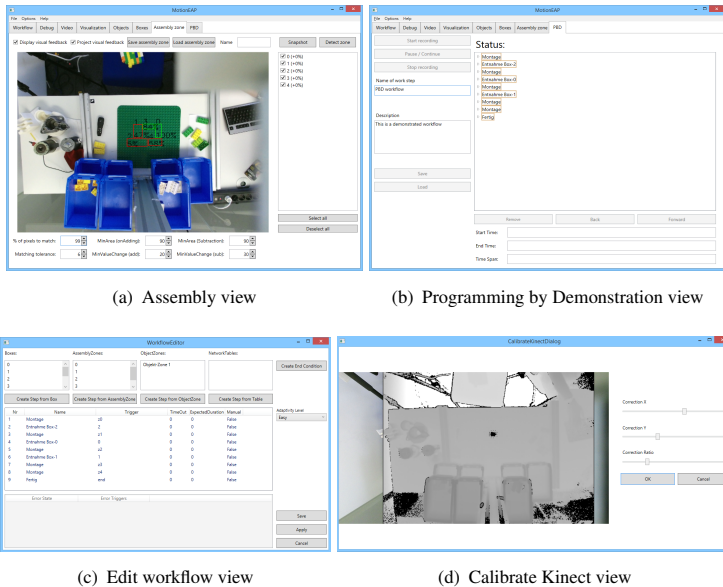 MotionEAP
File Options Help
Workflow Debug Video Visualization Objects Boxes Assembly zone PBD
Display visual feedback Project visual feedback Save assembly zone Load assembly zone Name Snapshot Detect zone
0 (+0%)
1 (+0%)
2 (+0%)
3 (+0%)
4 (+0%)
Select all
Deselect all
% of pixels to match: 90 MinArea (onAdding): 90 MinArea (Subtraction): 90
Matching tolerance: 6 MinValueChange (add): 20 MinValueChange (sub): 30
(a) Assembly view
MotionEAP
File Options Help
Workflow Debug Video Visualization Objects Boxes Assembly zone PBD
Start recording
Pause / Continue
Stop recording
Name of work step
PBD workflow
Description
This is a demonstrated workflow
Save
Load
Status:
Montage
Entnahme Box-2
Montage
Entnahme Box-0
Montage
Entnahme Box-1
Montage
Montage
Fertig
Remove Back Forward
Start Time:
End Time:
Time Span:
(b) Programming by Demonstration view
WorkflowEditor
Boxes: AssemblyZones: ObjectZones: NetworkTables:
0 0 Objekt-Zone 1 Create End Condition
1 1
2 2
3 3
Create Step from Box Create Step from AssemblyZone Create Step from ObjectZone Create Step from Table
Nr Name Trigger TimeOut ExpectedDuration Manual
1 Montage z0 0 0 False
2 Entnahme Box-2 2 0 0 False
3 Montage z1 0 0 False
4 Entnahme Box-0 0 0 0 False
5 Montage z2 0 0 False
6 Entnahme Box-1 1 0 0 False
7 Montage z3 0 0 False
8 Montage z4 0 0 False
9 Fertig end 0 0 False
Adaptivity Level
Easy
Error State Error Triggers
Save
Apply
Cancel
(c) Edit workflow view
CalibrateKinectDialog
Correction X
Correction Y
Correction Ratio
OK Cancel
(d) Calibrate Kinect view